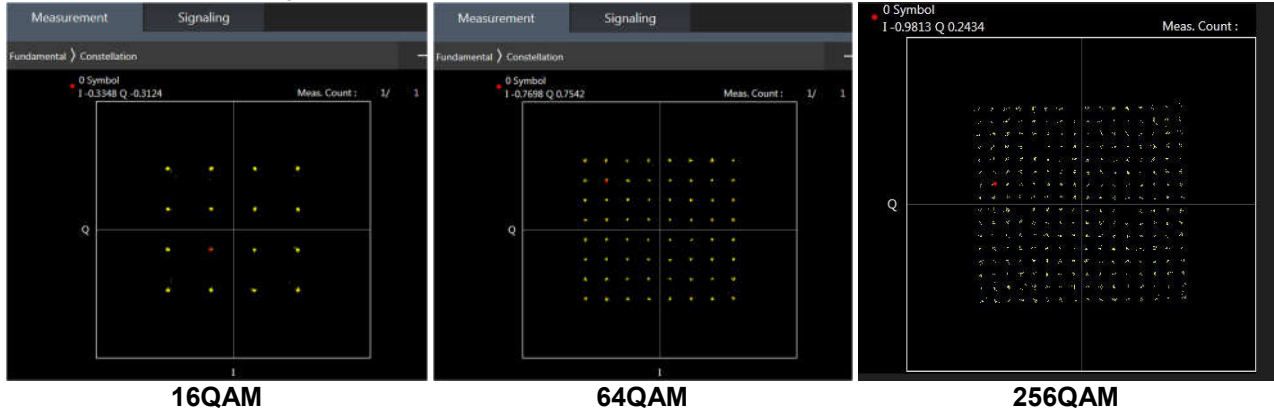 Measurement Signaling
Fundamental 〉 Constellation
0 Symbol
I -0.3348 Q -0.3124 Meas. Count : 1/ 1
Q
I
16QAM
Measurement Signaling
Fundamental 〉 Constellation
0 Symbol
I -0.7698 Q 0.7542 Meas. Count : 1/ 1
Q
I
64QAM
0 Symbol
I -0.9813 Q 0.2434 Meas. Count :
Q
256QAM